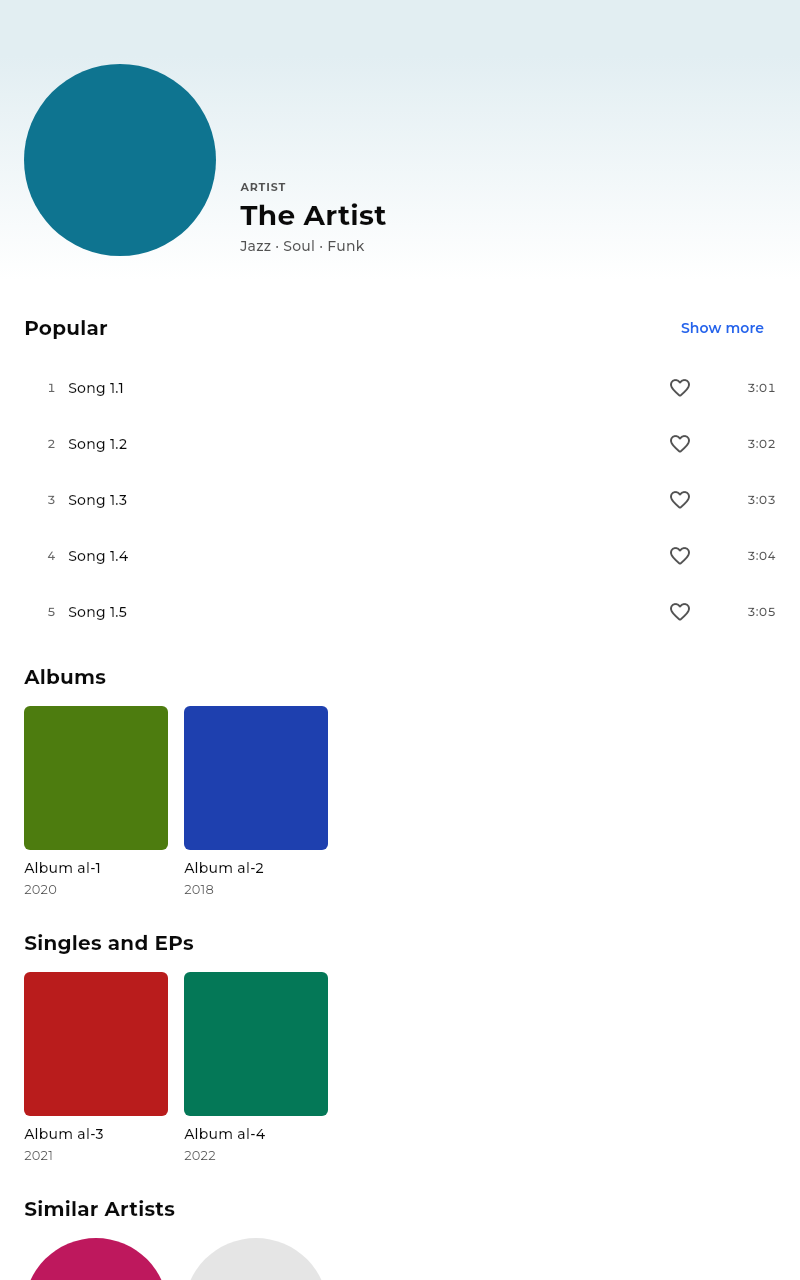 ARTIST
The Artist
Jazz · Soul · Funk
Popular
Show more
1 Song 1.1 3:01
2 Song 1.2 3:02
3 Song 1.3 3:03
4 Song 1.4 3:04
5 Song 1.5 3:05
Albums
Album al-1
2020
Album al-2
2018
Singles and EPs
Album al-3
2021
Album al-4
2022
Similar Artists